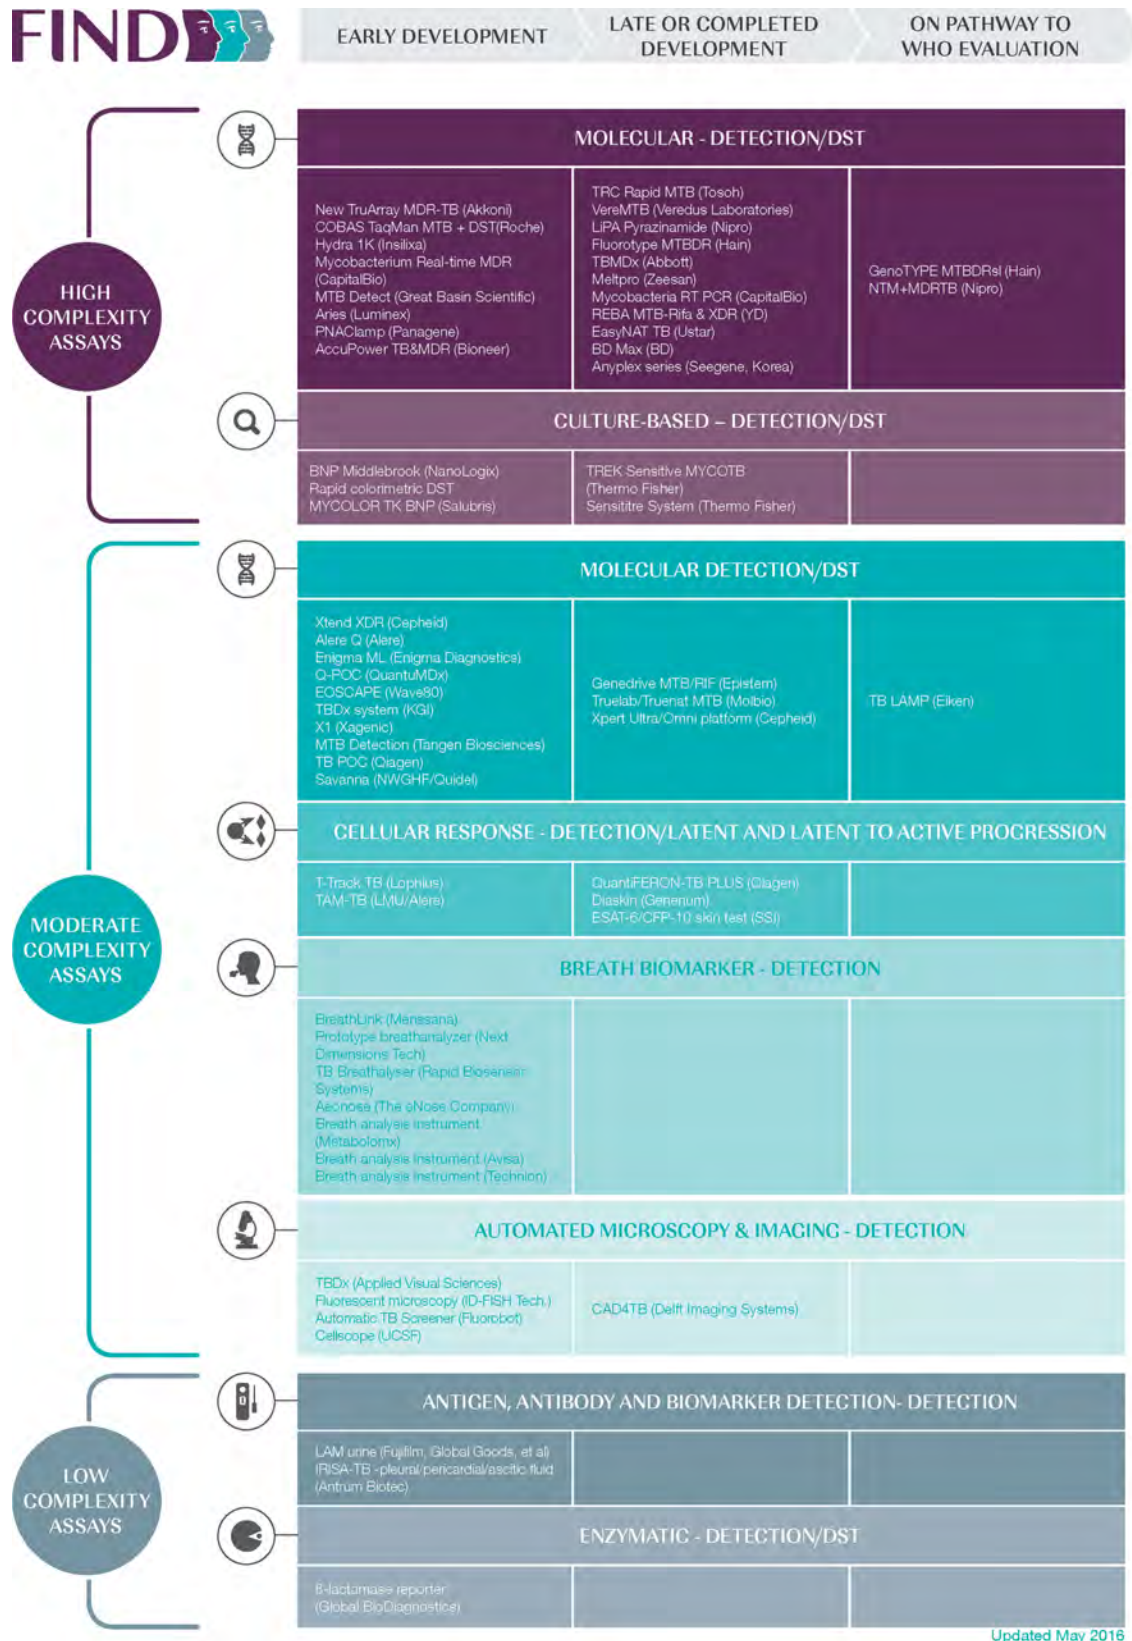 FIND
EARLY DEVELOPMENT
LATE OR COMPLETED
DEVELOPMENT
ON PATHWAY TO
WHO EVALUATION
HIGH
COMPLEXITY
ASSAYS
MOLECULAR - DETECTION/DST
New TruArray MDR-TB (Akkoni)
COBAS TaqMan MTB + DST(Roche)
Hydra 1K (Insilixa)
Mycobacterium Real-time MDR
(CapitalBio)
MTB Detect (Great Basin Scientific)
Aries (Luminex)
PNAClamp (Panagene)
AccuPower TB&MDR (Bioneer)
TRC Rapid MTB (Tosoh)
VereMTB (Veredus Laboratories)
LiPA Pyrazinamide (Nipro)
Fluorotype MTBDR (Hain)
TBMDx (Abbott)
Meltpro (Zeesan)
Mycobacteria RT PCR (CapitalBio)
REBA MTB-Rifa & XDR (YD)
EasyNAT TB (Ustar)
BD Max (BD)
Anyplex series (Seegene, Korea)
GenoTYPE MTBDRsl (Hain)
NTM+MDRTB (Nipro)
CULTURE-BASED – DETECTION/DST
BNP Middlebrook (NanoLogix)
Rapid colorimetric DST
MYCOLOR TK BNP (Salubris)
TREK Sensitive MYCOTB
(Thermo Fisher)
Sensititre System (Thermo Fisher)
MODERATE
COMPLEXITY
ASSAYS
MOLECULAR DETECTION/DST
Xtend XDR (Cepheid)
Alere Q (Alere)
Enigma ML (Enigma Diagnostics)
Q-POC (QuantuMDx)
EOSCAPE (Wave80)
TBDx system (KGI)
X1 (Xagenic)
MTB Detection (Tangen Biosciences)
TB POC (Qiagen)
Savanna (NWGHF/Quidel)
Genedrive MTB/RIF (Epistem)
Truelab/Truenat MTB (Molbio)
Xpert Ultra/Omni platform (Cepheid)
TB LAMP (Eiken)
CELLULAR RESPONSE - DETECTION/LATENT AND LATENT TO ACTIVE PROGRESSION
T-Track TB (Lophius)
TAM-TB (LMU/Alere)
QuantiFERON-TB PLUS (Qiagen)
Diaskin (Generium)
ESAT-6/CFP-10 skin test (SSI)
BREATH BIOMARKER - DETECTION
BreathLink (Menssana)
Prototype breathanalyzer (Next
Dimensions Tech)
TB Breathalyser (Rapid Biosensor
Systems)
Aeonose (The eNose Company)
Breath analysis instrument
(Metabolomx)
Breath analysis instrument (Avisa)
Breath analysis instrument (Technion)
AUTOMATED MICROSCOPY & IMAGING - DETECTION
TBDx (Applied Visual Sciences)
Fluorescent microscopy (ID-FISH Tech.)
Automatic TB Screener (Fluorobot)
Cellscope (UCSF)
CAD4TB (Delft Imaging Systems)
LOW
COMPLEXITY
ASSAYS
ANTIGEN, ANTIBODY AND BIOMARKER DETECTION- DETECTION
LAM urine (Fujifilm, Global Goods, et al)
IRISA-TB -pleural/pericardial/ascitic fluid
(Antrum Biotec)
ENZYMATIC - DETECTION/DST
ß-lactamase reporter
(Global BioDiagnostics)
Updated May 2016